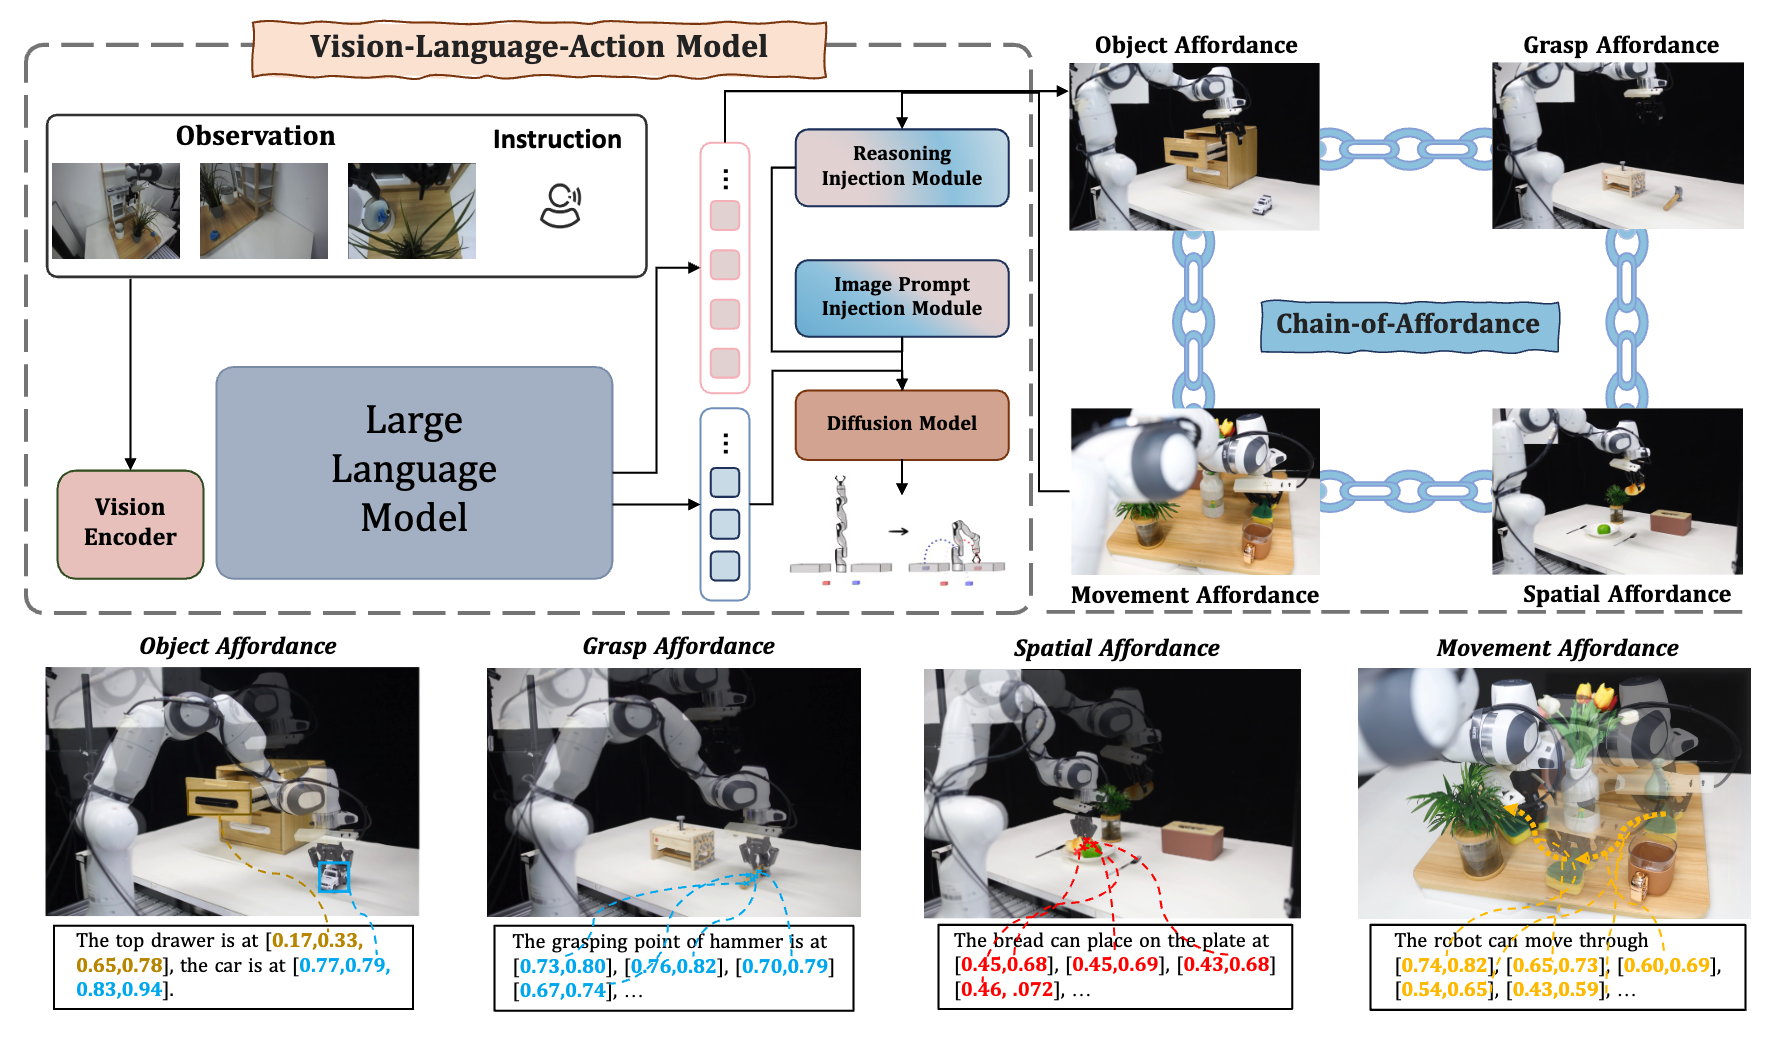 Vision-Language-Action Model
Observation
Instruction
Vision
Encoder
Large
Language
Model
...
...
Reasoning
Injection Module
Image Prompt
Injection Module
Diffusion Model
Object Affordance
Grasp Affordance
Chain-of-Affordance
Movement Affordance
Spatial Affordance
Object Affordance
The top drawer is at [0.17,0.33,
0.65,0.78], the car is at [0.77,0.79,
0.83,0.94].
Grasp Affordance
The grasping point of hammer is at
[0.73,0.80], [0.76,0.82], [0.70,0.79]
[0.67,0.74], ...
Spatial Affordance
The bread can place on the plate at
[0.45,0.68], [0.45,0.69], [0.43,0.68]
[0.46, .072], ...
Movement Affordance
The robot can move through
[0.74,0.82], [0.65,0.73], [0.60,0.69],
[0.54,0.65], [0.43,0.59], ...